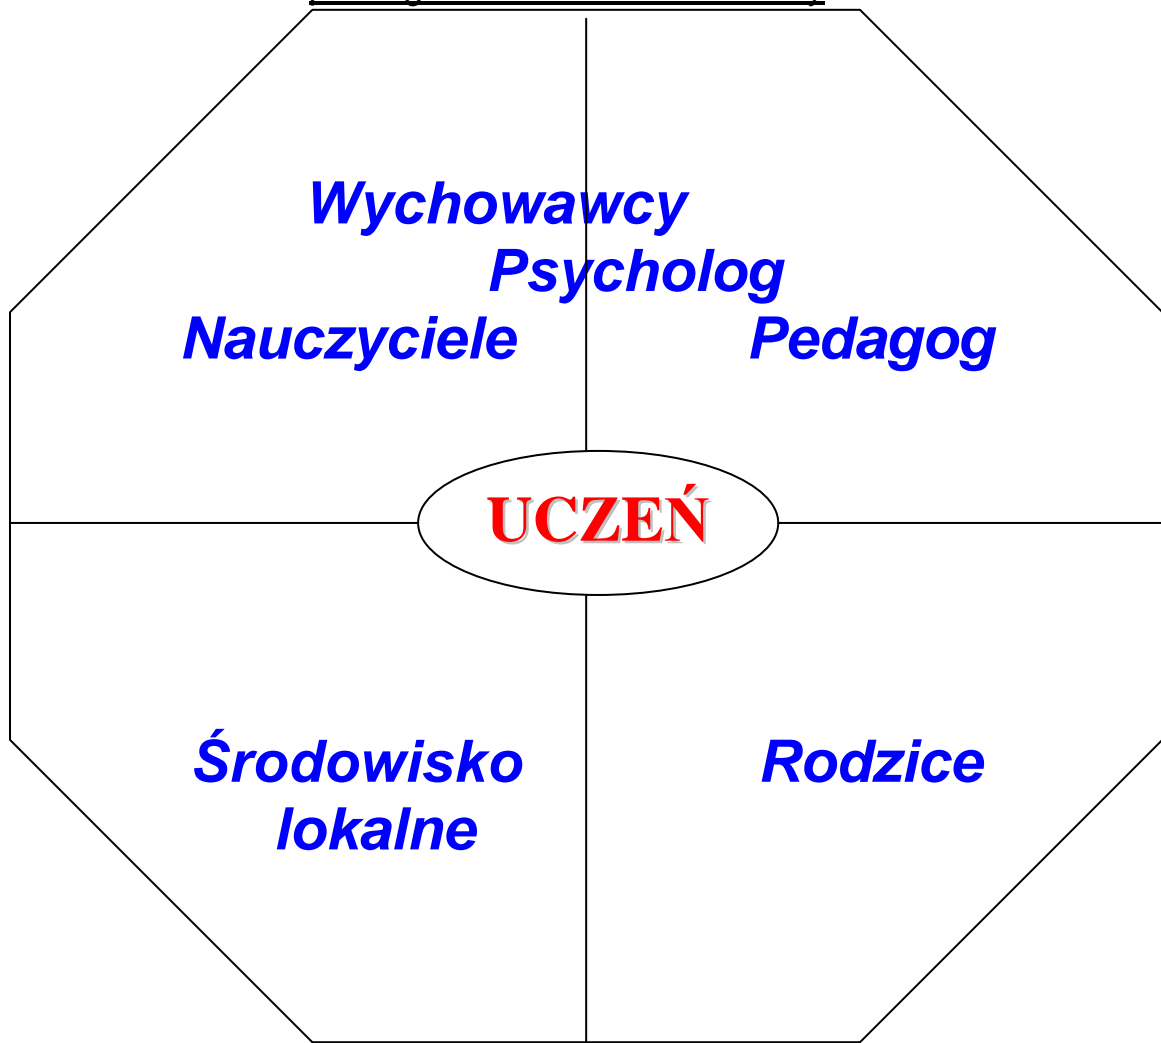 Wychowawcy
Psycholog
Nauczyciele Pedagog
UCZEŃ
Środowisko Rodzice
lokalne